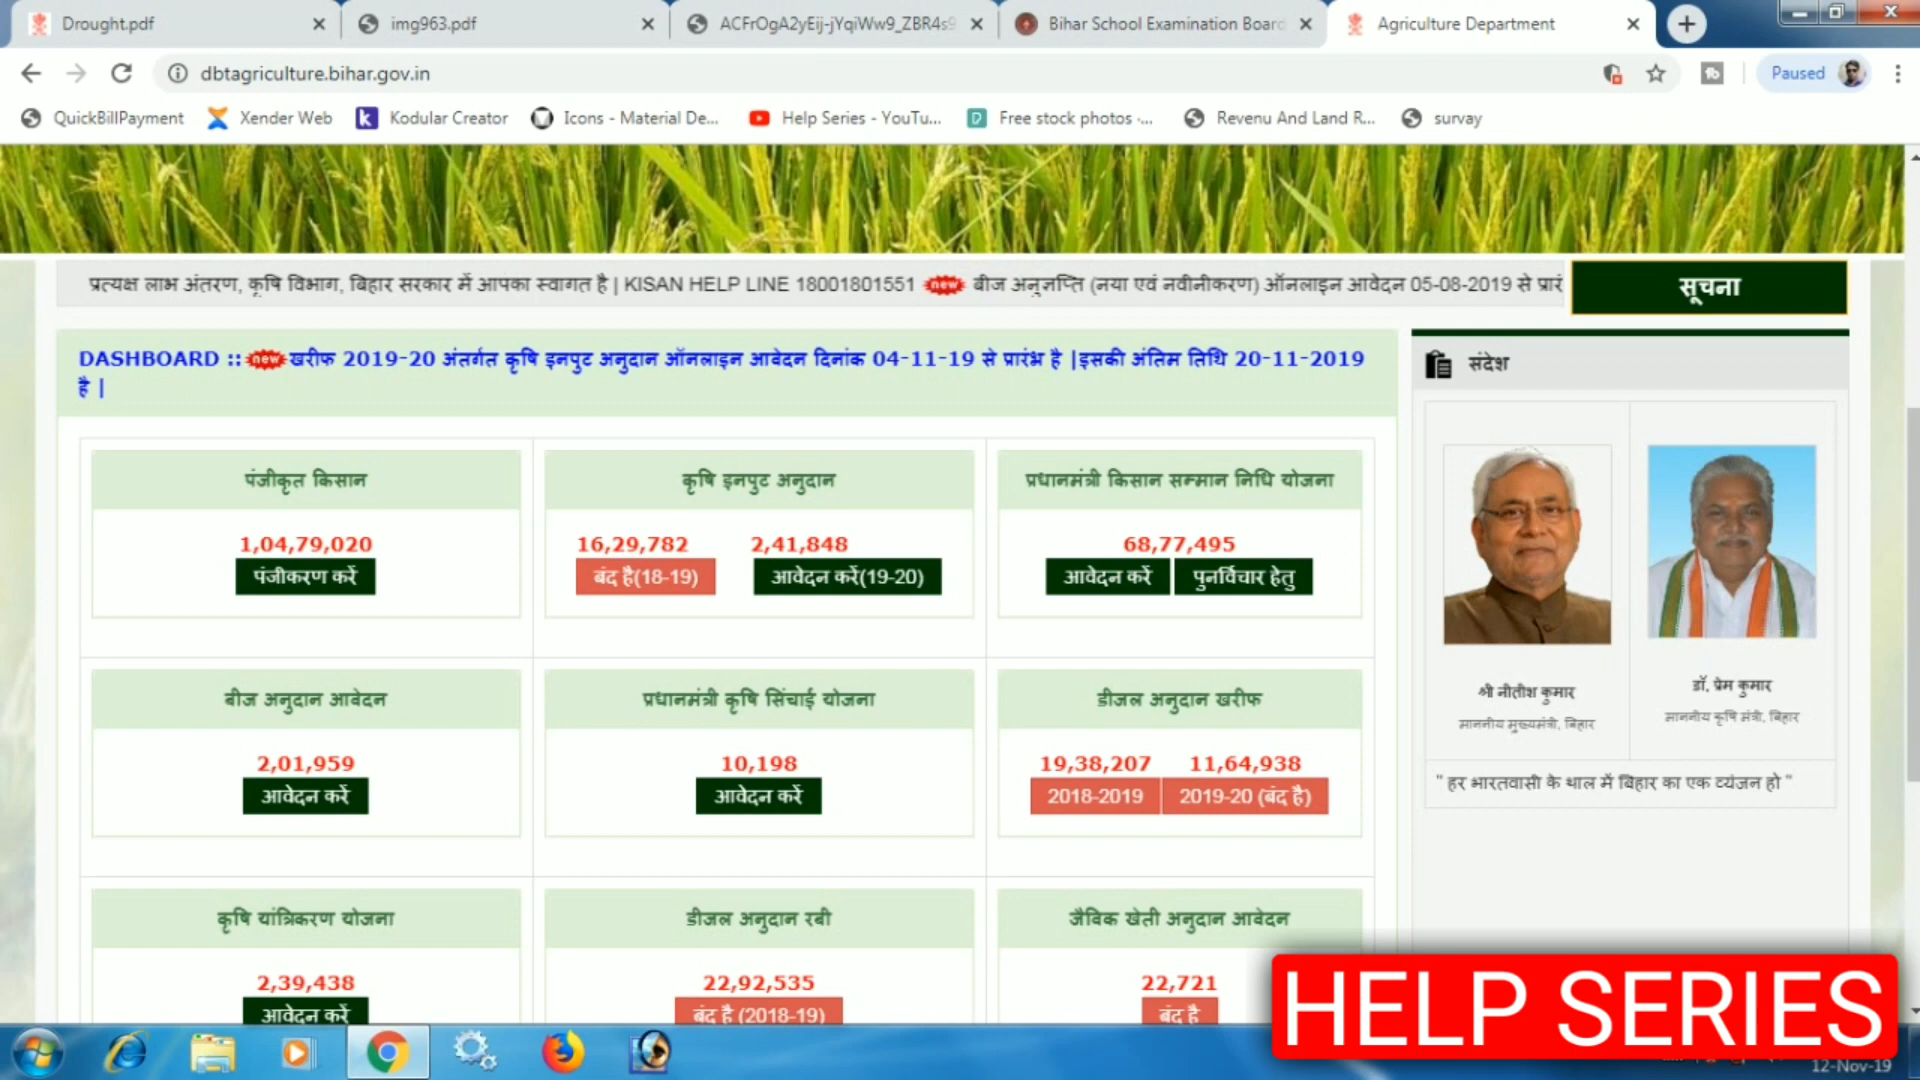 Drought.pdf
img963.pdf
ACFrOgA2yEij-jYqiWw9_ZBR4s9
Bihar School Examination Board
Agriculture Department
dbtagriculture.bihar.gov.in
Paused
QuickBillPayment
Xender Web
Kodular Creator
Icons - Material De...
Help Series - YouTu...
Free stock photos ·...
Revenu And Land R...
survay
प्रत्यक्ष लाभ अंतरण, कृषि विभाग, बिहार सरकार में आपका स्वागत है | KISAN HELP LINE 18001801551 new बीज अनुज्ञप्ति (नया एवं नवीनीकरण) ऑनलाइन आवेदन 05-08-2019 से प्रारं
सूचना
DASHBOARD :: new खरीफ 2019-20 अंतर्गत कृषि इनपुट अनुदान ऑनलाइन आवेदन दिनांक 04-11-19 से प्रारंभ है |इसकी अंतिम तिथि 20-11-2019
है |
संदेश
पंजीकृत किसान
1,04,79,020
पंजीकरण करें
कृषि इनपुट अनुदान
16,29,782 2,41,848
बंद है(18-19) आवेदन करें(19-20)
प्रधानमंत्री किसान सम्मान निधि योजना
68,77,495
आवेदन करें पुनर्विचार हेतु
बीज अनुदान आवेदन
2,01,959
आवेदन करें
प्रधानमंत्री कृषि सिंचाई योजना
10,198
आवेदन करें
डीजल अनुदान खरीफ
19,38,207 11,64,938
2018-2019 2019-20 (बंद है)
कृषि यांत्रिकरण योजना
2,39,438
आवेदन करें
डीजल अनुदान रबी
22,92,535
बंद है (2018-19)
जैविक खेती अनुदान आवेदन
22,721
बंद है
श्री नीतीश कुमार
माननीय मुख्यमंत्री, बिहार
डॉ. प्रेम कुमार
माननीय कृषि मंत्री, बिहार
" हर भारतवासी के थाल में बिहार का एक व्यंजन हो "
HELP SERIES
12-Nov-19